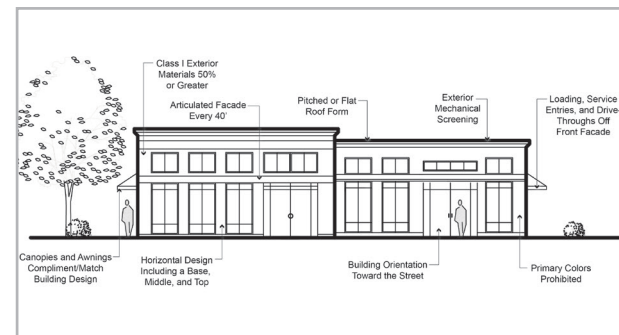 Class I Exterior
Materials 50%
or Greater
Articulated Facade
Every 40'
Pitched or Flat
Roof Form
Exterior
Mechanical
Screening
Loading, Service
Entries, and Drive-
Throughs Off
Front Facade
Canopies and Awnings
Compliment/Match
Building Design
Horizontal Design
Including a Base,
Middle, and Top
Building Orientation
Toward the Street
Primary Colors
Prohibited